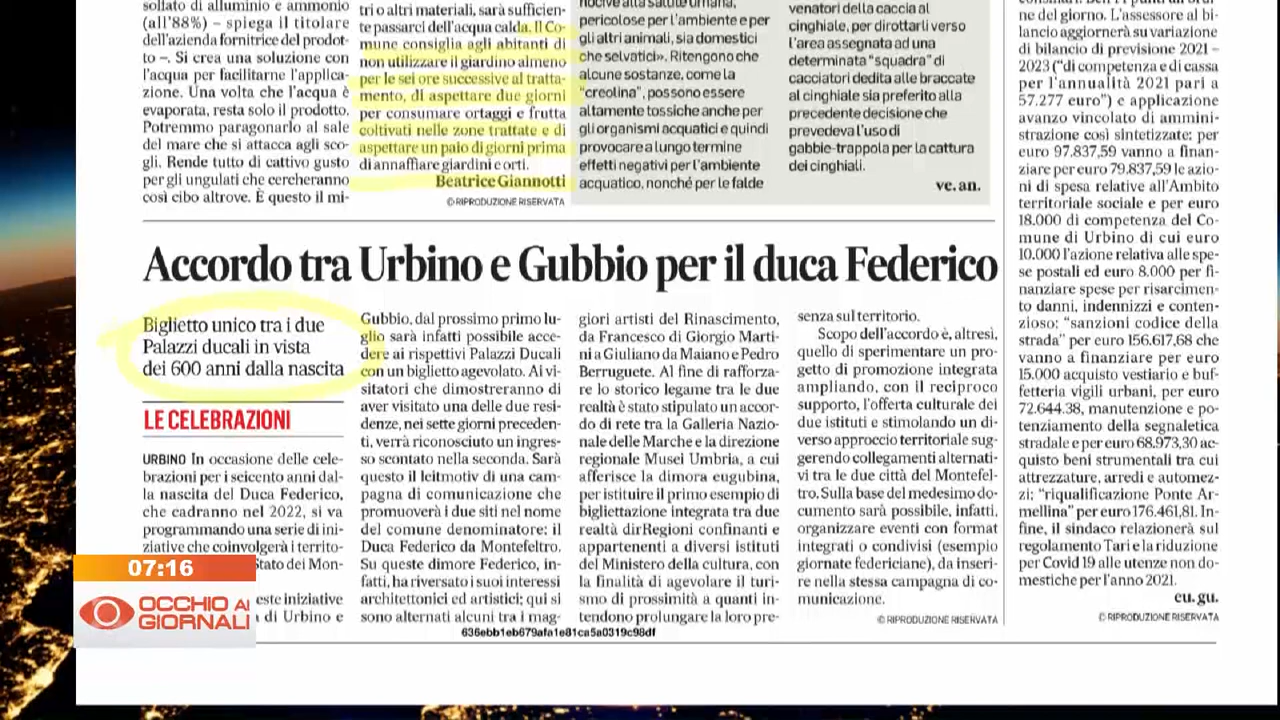 solfato di alluminio e ammonio
(all'88%) – spiega il titolare
dell'azienda fornitrice del prodot-
to –. Si crea una soluzione con
l'acqua per facilitarne l'applica-
zione. Una volta che l'acqua è
evaporata, resta solo il prodotto.
Potremmo paragonarlo al sale
del mare che si attacca agli sco-
gli. Rende tutto di cattivo gusto
per gli ungulati che cercheranno
così cibo altrove. È questo il mi-
tri o altri materiali, sarà sufficien-
te passarci dell'acqua calda. Il Co-
mune consiglia agli abitanti di
non utilizzare il giardino almeno
per le sei ore successive al tratta-
mento, di aspettare due giorni
per consumare ortaggi e frutta
coltivati nelle zone trattate e di
aspettare un paio di giorni prima
di annaffiare giardini e orti.
Beatrice Giannotti
© RIPRODUZIONE RISERVATA
nocive alla salute umana,
pericolose per l'ambiente e per
gli altri animali, sia domestici
che selvatici». Ritengono che
alcune sostanze, come la
“creolina”, possono essere
altamente tossiche anche per
gli organismi acquatici e quindi
provocare a lungo termine
effetti negativi per l'ambiente
acquatico, nonché per le falde
venatori della caccia al
cinghiale, per dirottarli verso
l'area assegnata ad una
determinata “squadra” di
cacciatori dedita alle braccate
al cinghiale sia preferito alla
precedente decisione che
prevedeva l'uso di
gabbie-trappola per la cattura
dei cinghiali.
ve.an.
Accordo tra Urbino e Gubbio per il duca Federico
Biglietto unico tra i due
Palazzi ducali in vista
dei 600 anni dalla nascita
LE CELEBRAZIONI
URBINO In occasione delle cele-
brazioni per i seicento anni dal-
la nascita del Duca Federico,
che cadranno nel 2022, si va
programmando una serie di ini-
ziative che coinvolgerà i territo-
Stato dei Mon-
este iniziative
di Urbino e
Gubbio, dal prossimo primo lu-
glio sarà infatti possibile acce-
dere ai rispettivi Palazzi Ducali
con un biglietto agevolato. Ai vi-
sitatori che dimostreranno di
aver visitato una delle due resi-
denze, nei sette giorni preceden-
ti, verrà riconosciuto un ingres-
so scontato nella seconda. Sarà
questo il leitmotiv di una cam-
pagna di comunicazione che
promuoverà i due siti nel nome
del comune denominatore: il
Duca Federico da Montefeltro.
Su queste dimore Federico, in-
fatti, ha riversato i suoi interessi
architettonici ed artistici; qui si
sono alternati alcuni tra i mag-
giori artisti del Rinascimento,
da Francesco di Giorgio Marti-
ni a Giuliano da Maiano e Pedro
Berruguete. Al fine di rafforza-
re lo storico legame tra le due
realtà è stato stipulato un accor-
do di rete tra la Galleria Nazio-
nale delle Marche e la direzione
regionale Musei Umbria, a cui
afferisce la dimora eugubina,
per istituire il primo esempio di
bigliettazione integrata tra due
realtà dirRegioni confinanti e
appartenenti a diversi istituti
del Ministero della cultura, con
la finalità di agevolare il turi-
smo di prossimità a quanti in-
tendono prolungare la loro pre-
senza sul territorio.
Scopo dell'accordo è, altresì,
quello di sperimentare un pro-
getto di promozione integrata
ampliando, con il reciproco
supporto, l'offerta culturale dei
due istituti e stimolando un di-
verso approccio territoriale sug-
gerendo collegamenti alternati-
vi tra le due città del Montefel-
tro. Sulla base del medesimo do-
cumento sarà possibile, infatti,
organizzare eventi con format
integrati o condivisi (esempio
giornate federiciane), da inseri-
re nella stessa campagna di co-
municazione.
© RIPRODUZIONE RISERVATA
ne del giorno. L'assessore al bi-
lancio aggiornerà su variazione
di bilancio di previsione 2021 –
2023 (“di competenza e di cassa
per l'annualità 2021 pari a
57.277 euro”) e applicazione
avanzo vincolato di ammini-
strazione così sintetizzate: per
euro 97.837,59 vanno a finan-
ziare per euro 79.837,59 le azio-
ni di spesa relative all'Ambito
territoriale sociale e per euro
18.000 di competenza del Co-
mune di Urbino di cui euro
10.000 l'azione relativa alle spe-
se postali ed euro 8.000 per fi-
nanziare spese per risarcimen-
to danni, indennizzi e conten-
zioso; “sanzioni codice della
strada” per euro 156.617,68 che
vanno a finanziare per euro
15.000 acquisto vestiario e buf-
fetteria vigili urbani, per euro
72.644.38, manutenzione e po-
tenziamento della segnaletica
stradale e per euro 68.973,30 ac-
quisto beni strumentali tra cui
attrezzature, arredi e automez-
zi; “riqualificazione Ponte Ar-
mellina” per euro 176.461,81. In-
fine, il sindaco relazionerà sul
regolamento Tari e la riduzione
per Covid 19 alle utenze non do-
mestiche per l'anno 2021.
eu.gu.
© RIPRODUZIONE RISERVATA
07:16
OCCHIO AI
GIORNALI
636ebb1eb679afa1e81ca5a0319c98df